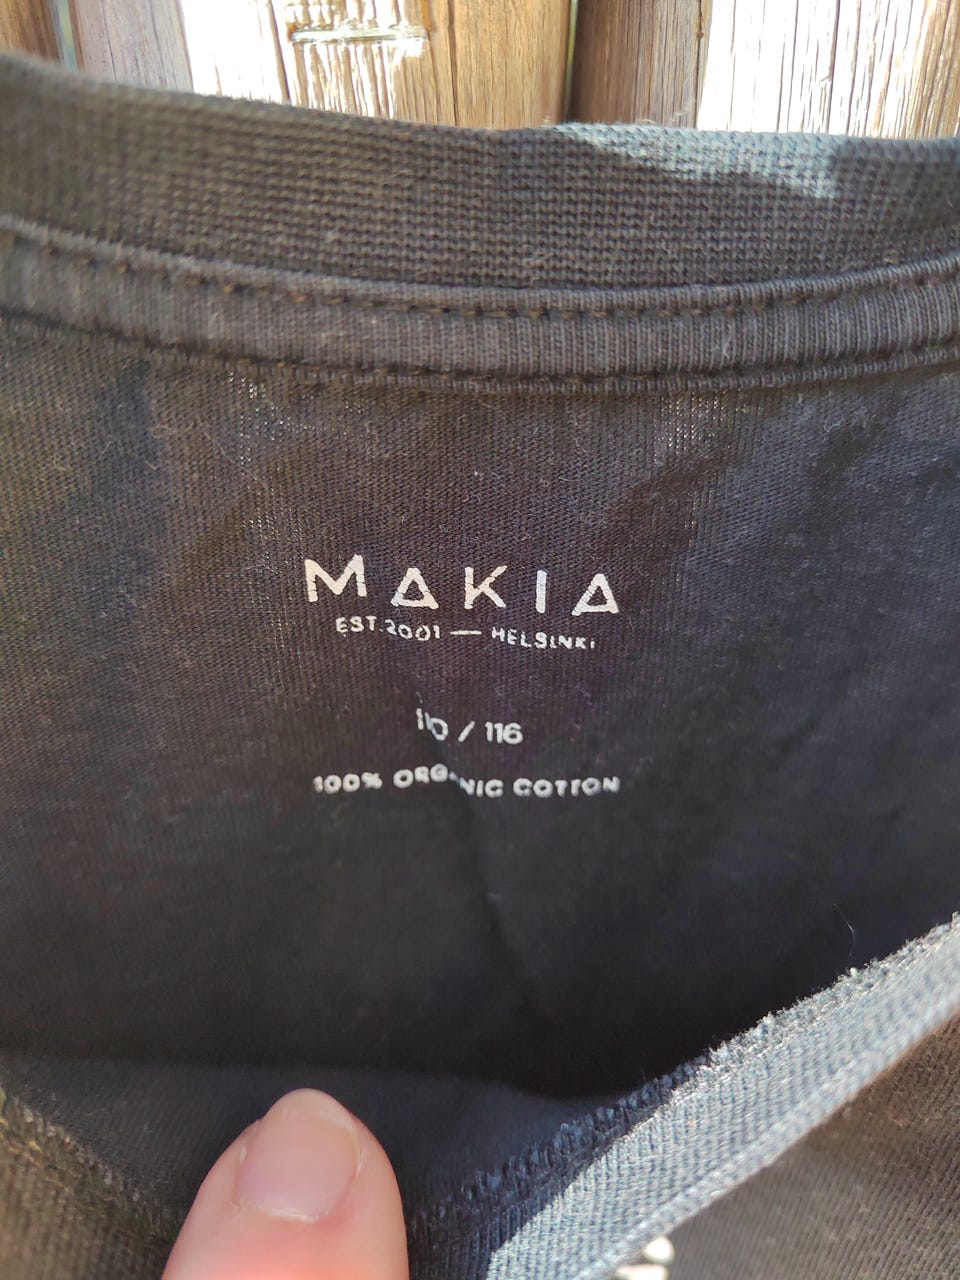 MAKIA
EST.2001 — HELSINKI
110 / 116
100% ORGANIC COTTON